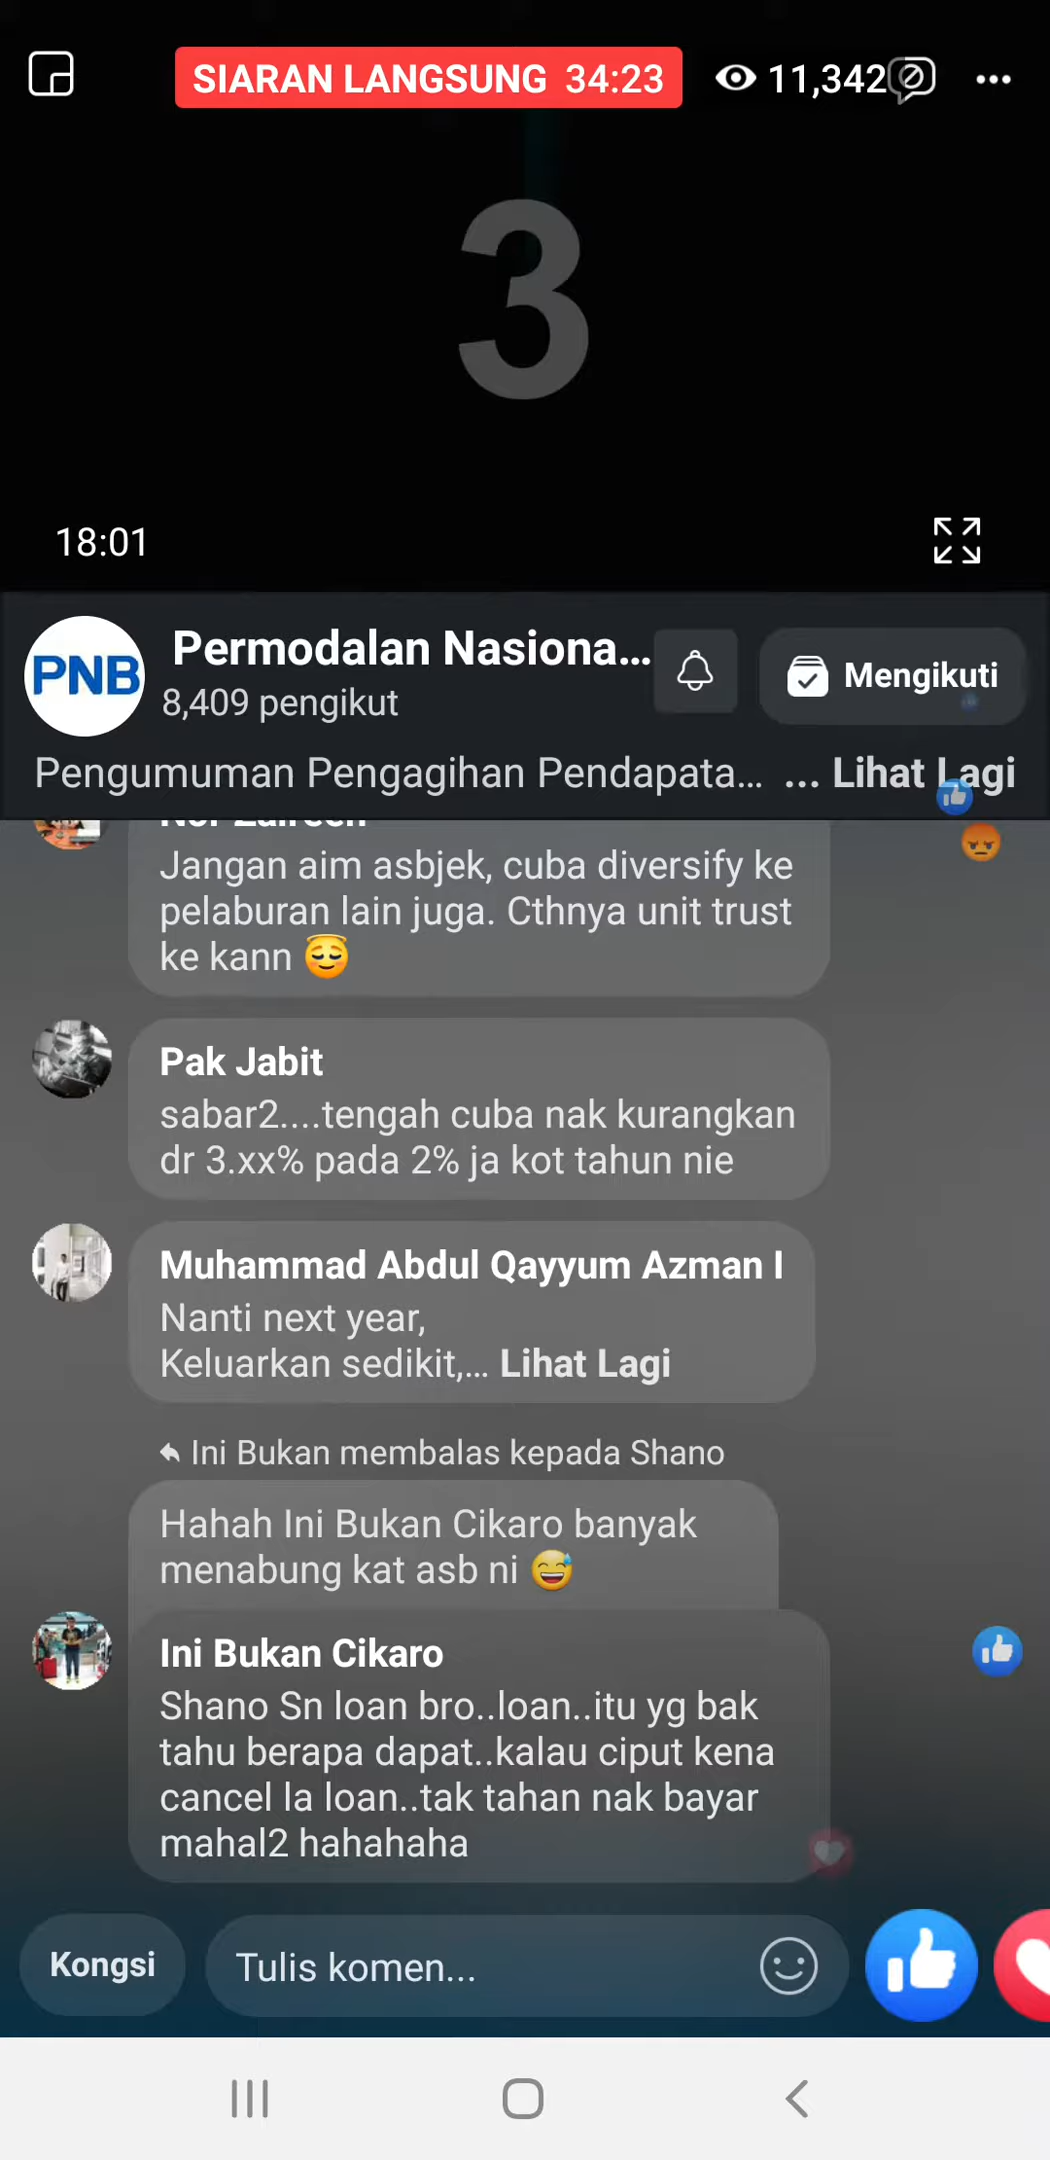 SIARAN LANGSUNG 34:23 11,342
3
18:01
PNB
Permodalan Nasiona...
8,409 pengikut
Mengikuti
Pengumuman Pengagihan Pendapata... ... Lihat Lagi
Nor Zaireen
Jangan aim asbjek, cuba diversify ke
pelaburan lain juga. Cthnya unit trust
ke kann 😇
Pak Jabit
sabar2....tengah cuba nak kurangkan
dr 3.xx% pada 2% ja kot tahun nie
Muhammad Abdul Qayyum Azman I
Nanti next year,
Keluarkan sedikit,... Lihat Lagi
Ini Bukan membalas kepada Shano
Hahah Ini Bukan Cikaro banyak
menabung kat asb ni 😅
Ini Bukan Cikaro
Shano Sn loan bro..loan..itu yg bak
tahu berapa dapat..kalau ciput kena
cancel la loan..tak tahan nak bayar
mahal2 hahahaha
Kongsi
Tulis komen...